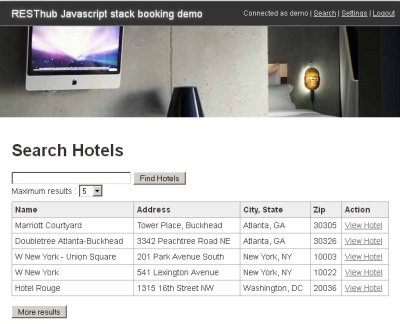 RESThub Javascript stack booking demo
Connected as demo | Search | Settings | Logout
Search Hotels
Find Hotels
Maximum results : 5
Name Address City, State Zip Action
Marriott Courtyard Tower Place, Buckhead Atlanta, GA 30305 View Hotel
Doubletree Atlanta-Buckhead 3342 Peachtree Road NE Atlanta, GA 30326 View Hotel
W New York - Union Square 201 Park Avenue South New York, NY 10003 View Hotel
W New York 541 Lexington Avenue New York, NY 10022 View Hotel
Hotel Rouge 1315 16th Street NW Washington, DC 20036 View Hotel
More results